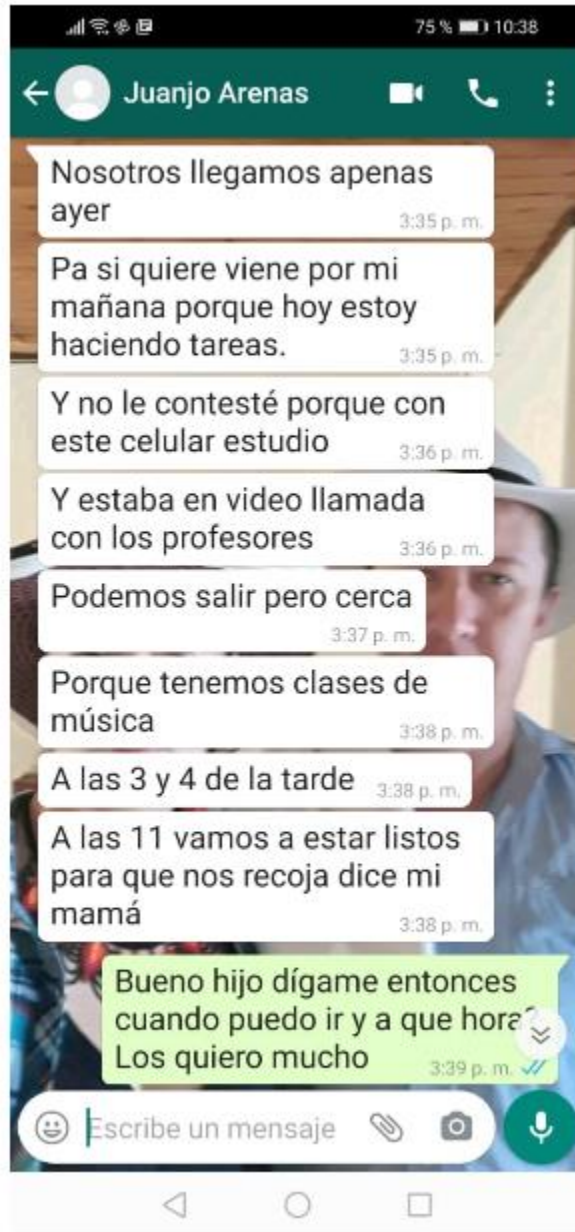 75 % 10:38
Juanjo Arenas
Nosotros llegamos apenas
ayer
3:35 p. m.
Pa si quiere viene por mi
mañana porque hoy estoy
haciendo tareas.
3:35 p. m.
Y no le contesté porque con
este celular estudio
3:36 p. m.
Y estaba en video llamada
con los profesores
3:36 p. m.
Podemos salir pero cerca
3:37 p. m.
Porque tenemos clases de
música
3:38 p. m.
A las 3 y 4 de la tarde 3:38 p. m.
A las 11 vamos a estar listos
para que nos recoja dice mi
mamá
3:38 p. m.
Bueno hijo dígame entonces
cuando puedo ir y a que hora?
Los quiero mucho
3:39 p. m.
Escribe un mensaje